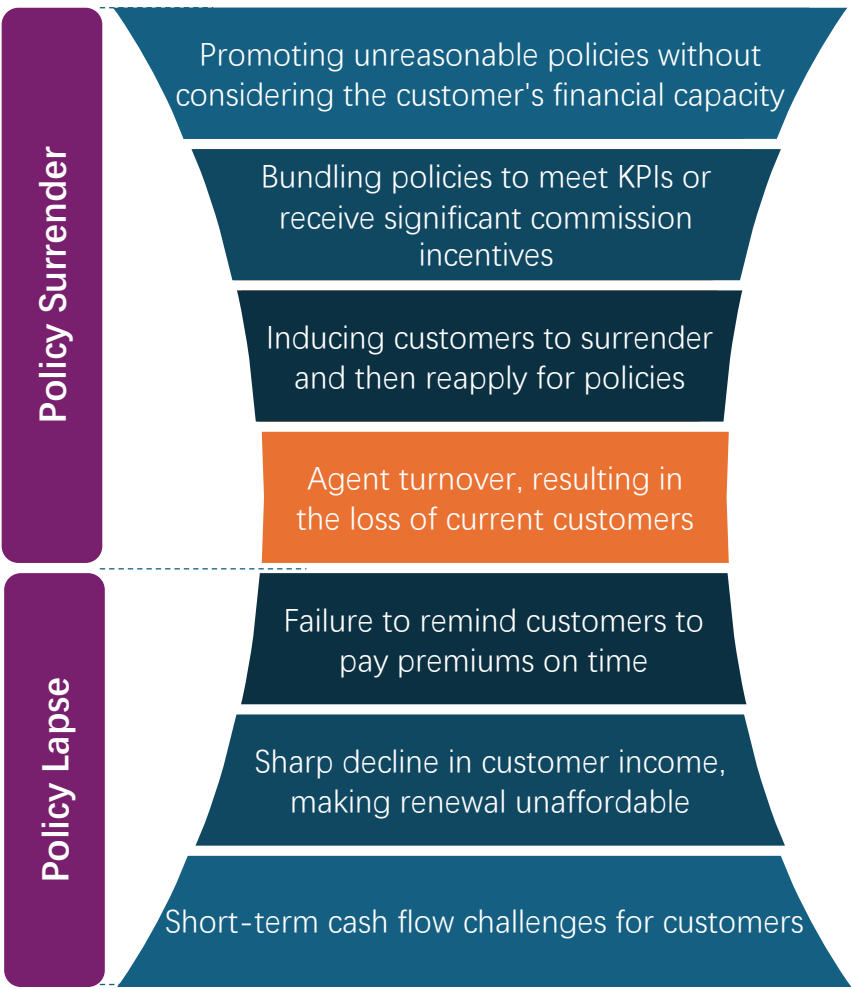 Policy Surrender
Promoting unreasonable policies without
considering the customer's financial capacity
Bundling policies to meet KPIs or
receive significant commission
incentives
Inducing customers to surrender
and then reapply for policies
Agent turnover, resulting in
the loss of current customers
Policy Lapse
Failure to remind customers to
pay premiums on time
Sharp decline in customer income,
making renewal unaffordable
Short-term cash flow challenges for customers